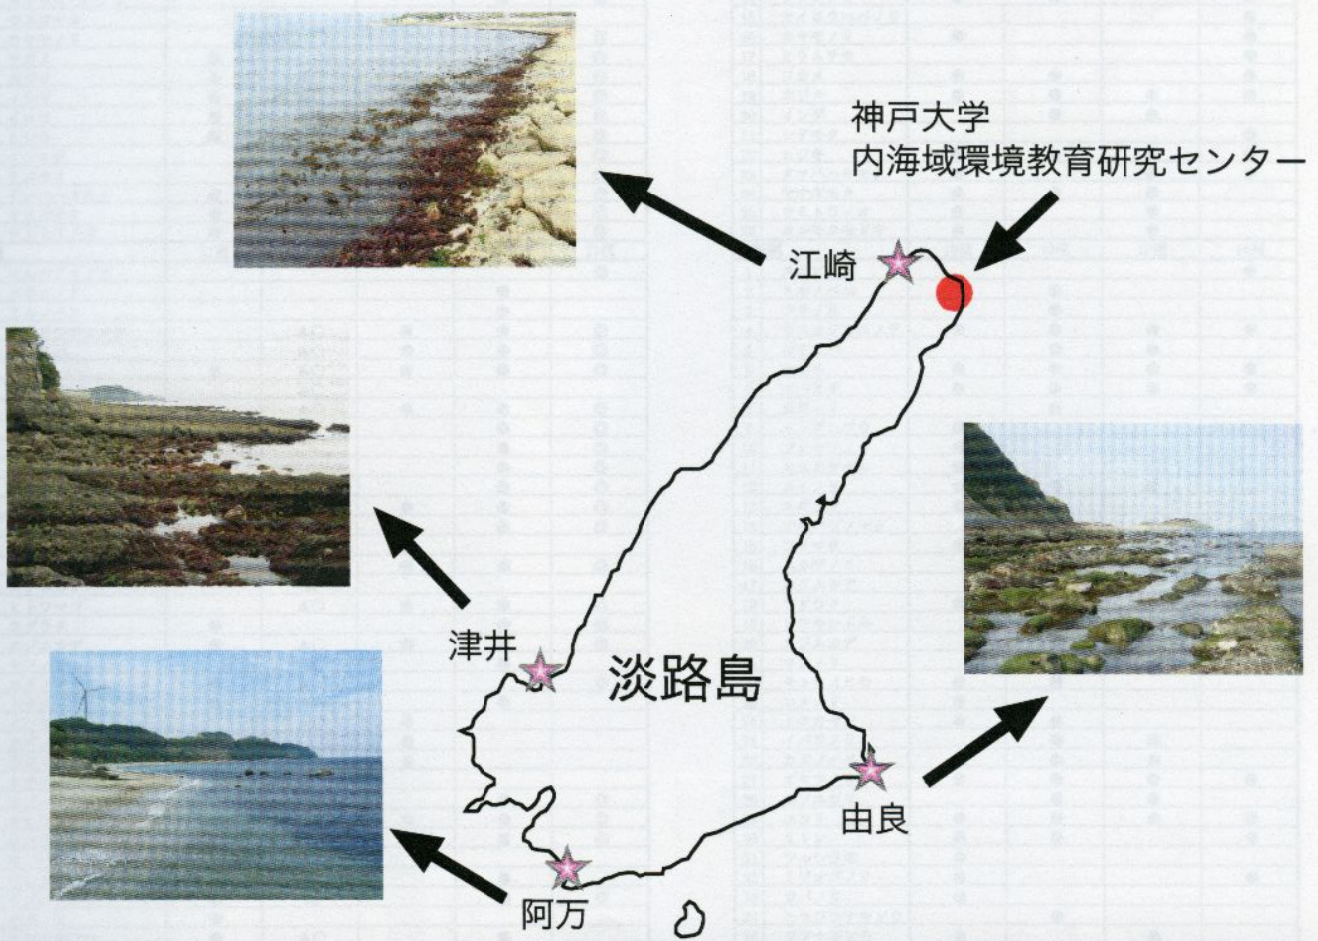 神戸大学
内海域環境教育研究センター
江崎
津井
淡路島
由良
阿万